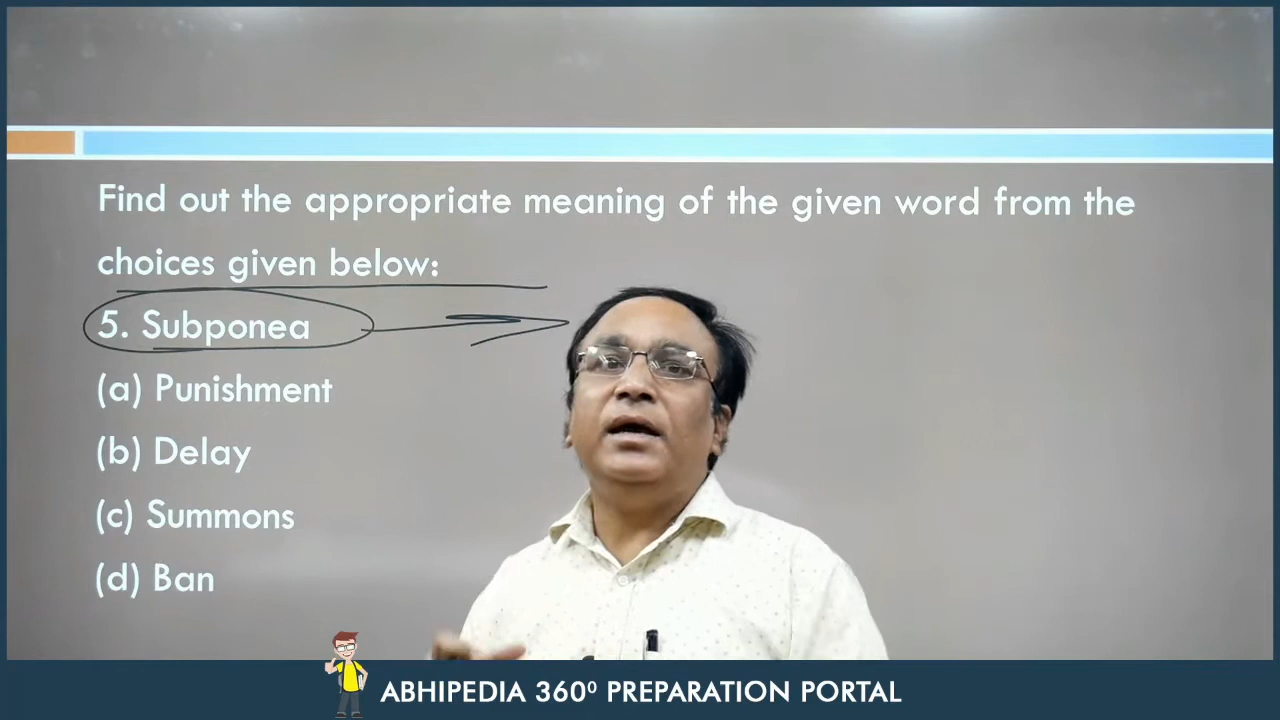 Find out the appropriate meaning of the given word from the
choices given below:
5. Subponea
(a) Punishment
(b) Delay
(c) Summons
(d) Ban
ABHIPEDIA 360⁰ PREPARATION PORTAL